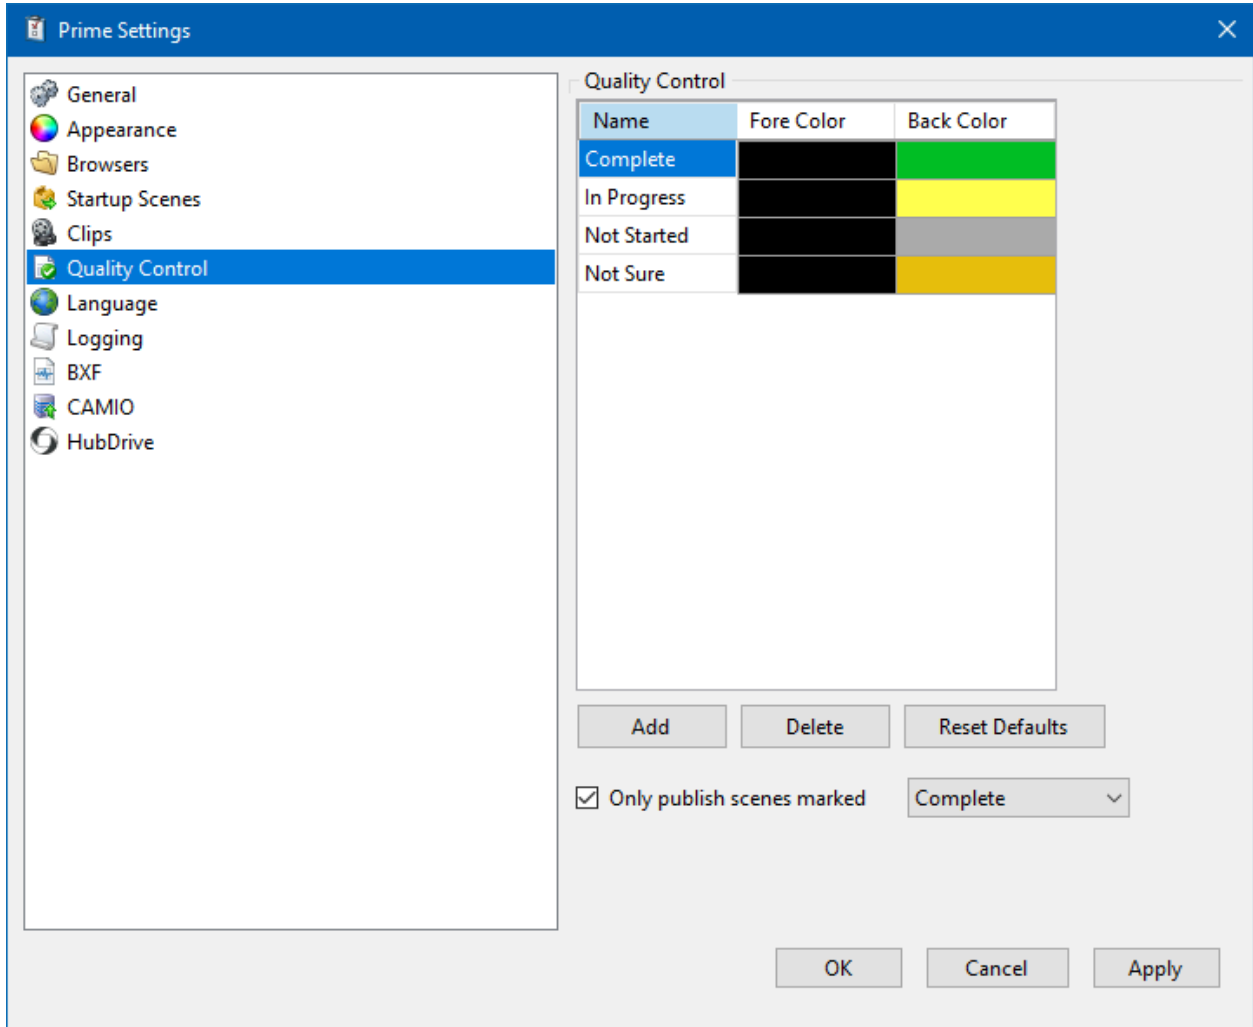 Prime Settings
General
Appearance
Browsers
Startup Scenes
Clips
Quality Control
Language
Logging
BXF
CAMIO
HubDrive
Quality Control
Name Fore Color Back Color
Complete
In Progress
Not Started
Not Sure
Add Delete Reset Defaults
Only publish scenes marked Complete
OK Cancel Apply